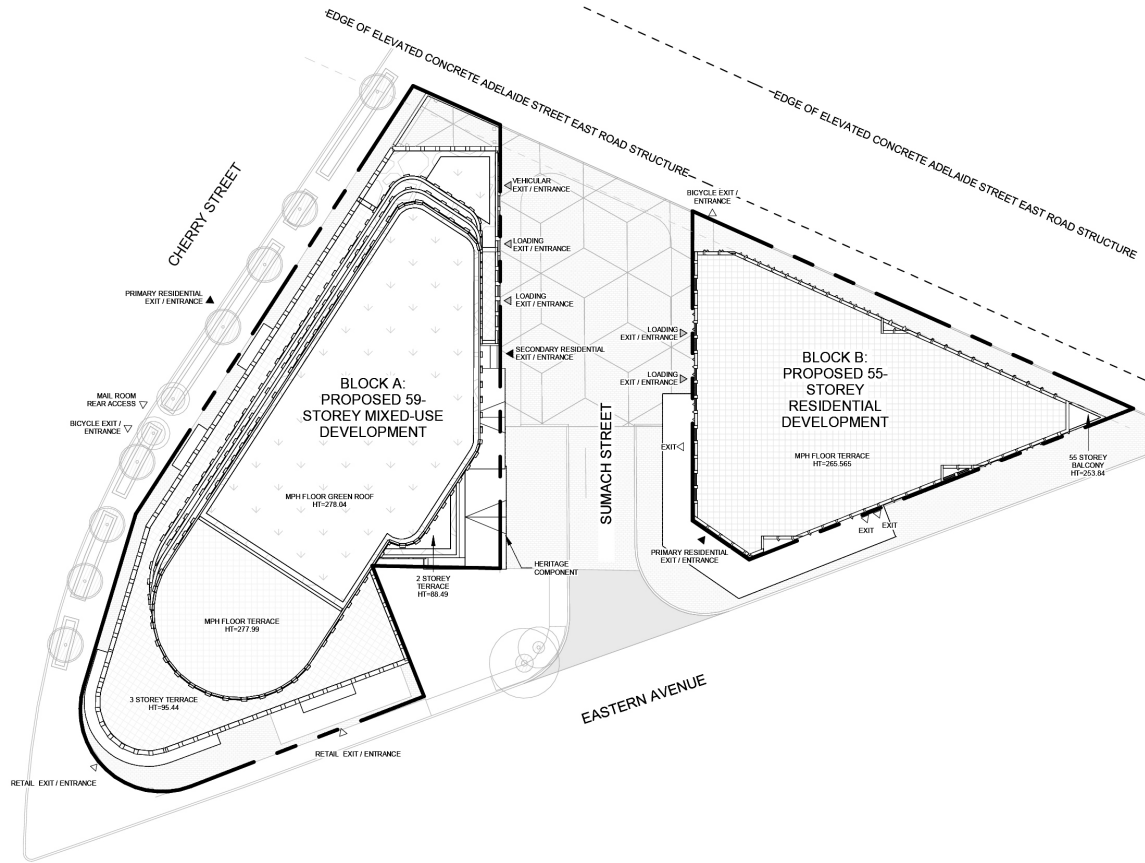 EDGE OF ELEVATED CONCRETE ADELAIDE STREET EAST ROAD STRUCTURE
EDGE OF ELEVATED CONCRETE ADELAIDE STREET EAST ROAD STRUCTURE
CHERRY STREET
VEHICULAR
EXIT / ENTRANCE
BICYCLE EXIT /
ENTRANCE
LOADING
EXIT / ENTRANCE
PRIMARY RESIDENTIAL
EXIT / ENTRANCE
LOADING
EXIT / ENTRANCE
LOADING
EXIT / ENTRANCE
SECONDARY RESIDENTIAL
EXIT / ENTRANCE
LOADING
EXIT / ENTRANCE
BLOCK A:
PROPOSED 59-
STOREY MIXED-USE
DEVELOPMENT
BLOCK B:
PROPOSED 55-
STOREY
RESIDENTIAL
DEVELOPMENT
MAIL ROOM
REAR ACCESS
BICYCLE EXIT /
ENTRANCE
SUMACH STREET
EXIT
MPH FLOOR TERRACE
HT=265.565
55 STOREY
BALCONY
HT=253.84
MPH FLOOR GREEN ROOF
HT=278.04
EXIT
EXIT
PRIMARY RESIDENTIAL
EXIT / ENTRANCE
HERITAGE
COMPONENT
2 STOREY
TERRACE
HT=88.49
MPH FLOOR TERRACE
HT=277.99
3 STOREY TERRACE
HT=95.44
EASTERN AVENUE
RETAIL EXIT / ENTRANCE
RETAIL EXIT / ENTRANCE